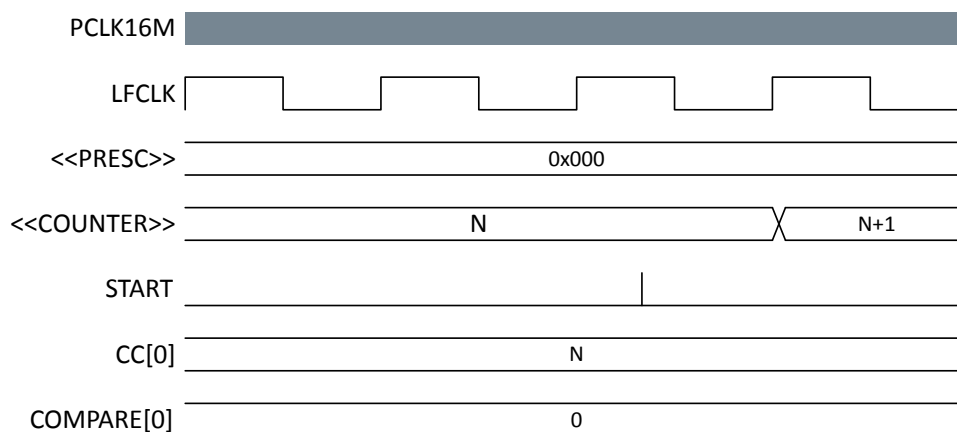 PCLK16M
LFCLK
<<PRESC>> 0x000
<<COUNTER>> N N+1
START
CC[0] N
COMPARE[0] 0